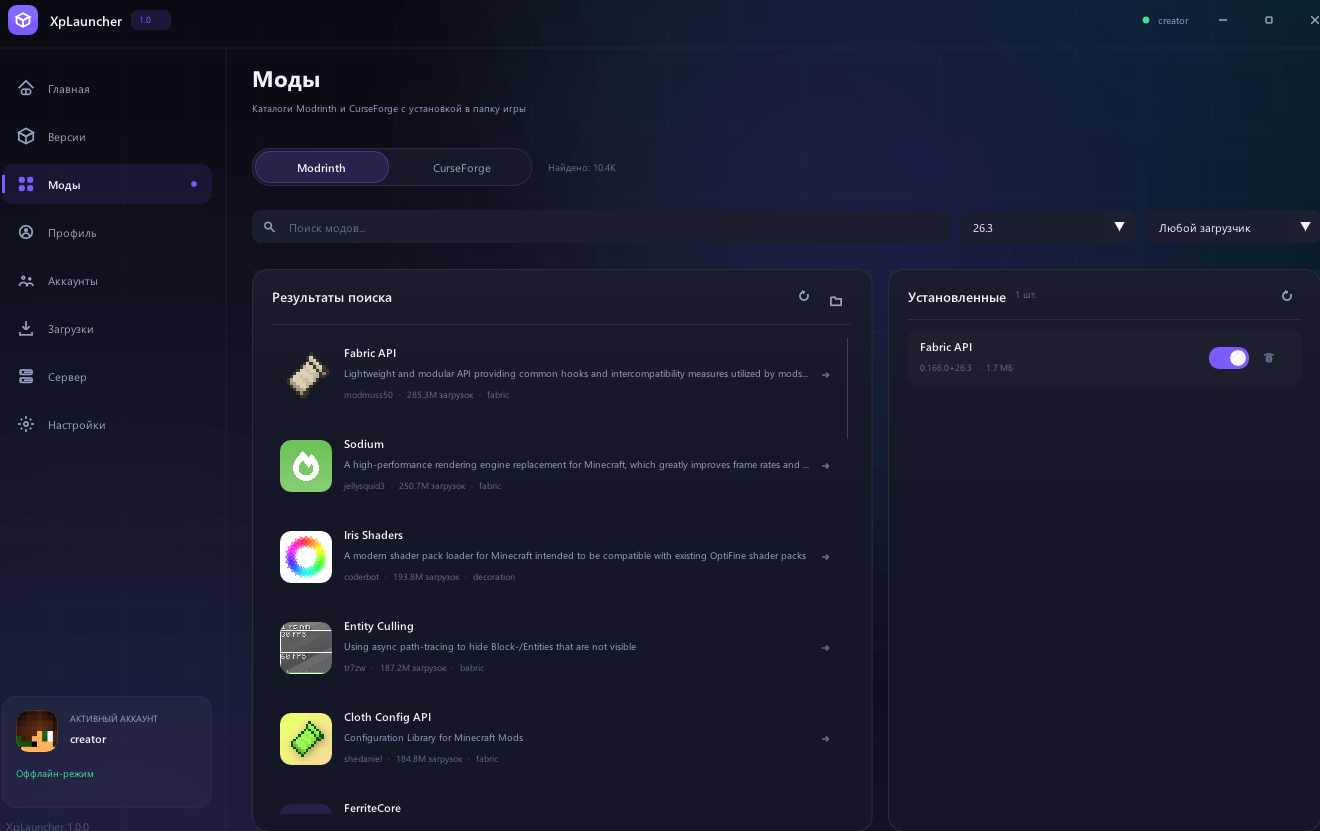 XpLauncher 1.0
creator
Главная
Версии
Моды
Профиль
Аккаунты
Загрузки
Сервер
Настройки
АКТИВНЫЙ АККАУНТ
creator
Оффлайн-режим
XpLauncher 1.0.0
Моды
Каталоги Modrinth и CurseForge с установкой в папку игры
Modrinth CurseForge Найдено: 10.4K
Поиск модов... 26.3 Любой загрузчик
Результаты поиска
Fabric API
Lightweight and modular API providing common hooks and intercompatibility measures utilized by mods...
modmuss50 · 285.3M загрузок · fabric
Sodium
A high-performance rendering engine replacement for Minecraft, which greatly improves frame rates and ...
jellysquid3 · 250.7M загрузок · fabric
Iris Shaders
A modern shader pack loader for Minecraft intended to be compatible with existing OptiFine shader packs
coderbot · 193.8M загрузок · decoration
Entity Culling
Using async path-tracing to hide Block-/Entities that are not visible
tr7zw · 187.2M загрузок · babric
Cloth Config API
Configuration Library for Minecraft Mods
shedaniel · 184.8M загрузок · fabric
FerriteCore
Установленные 1 шт.
Fabric API
0.166.0+26.3 · 1.7 МБ